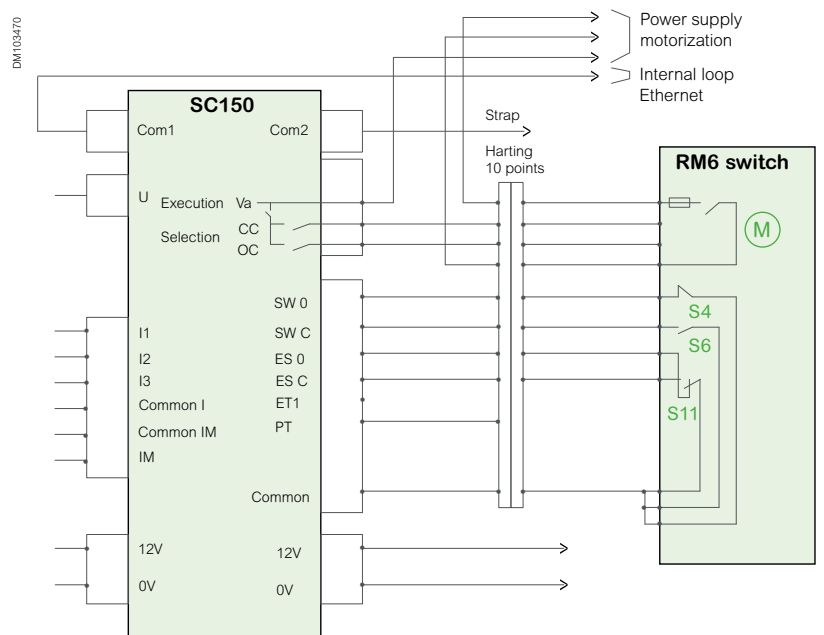 DM103470
Power supply
motorization
Internal loop
Ethernet
SC150
Com1
Com2
Strap
Harting
10 points
RM6 switch
U
Execution
Va
Selection
CC
OC
M
SW 0
S4
I1
SW C
S6
I2
ES 0
I3
ES C
Common I
ET1
S11
Common IM
PT
IM
Common
12V
12V
0V
0V